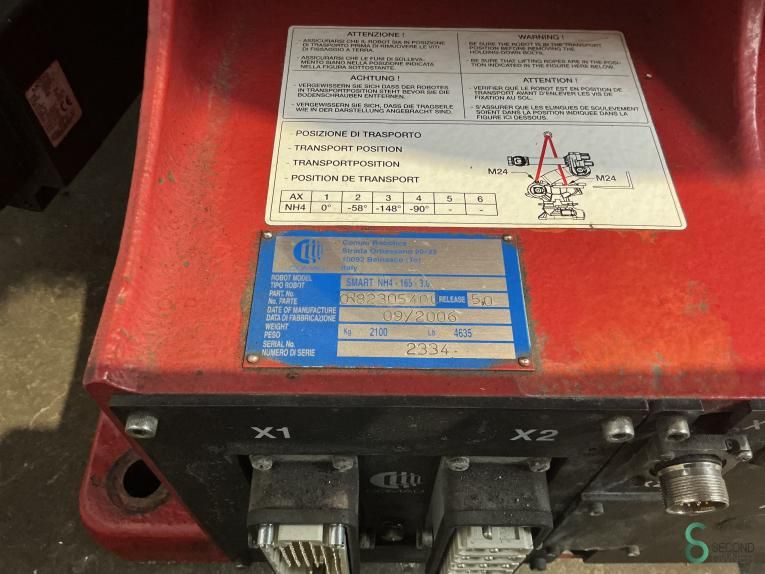 ATTENZIONE !
- ASSICURARSI CHE IL ROBOT SIA IN POSIZIONE
DI TRASPORTO PRIMA DI RIMUOVERE LE VITI
DI FISSAGGIO A TERRA.
- ASSICURARSI CHE LE FUNI DI SOLLEVA-
MENTO SIANO NELLA POSIZIONE INDICATA
NELLA FIGURA SOTTOSTANTE.
WARNING !
- BE SURE THE ROBOT IS IN THE TRANSPORT
POSITION BEFORE REMOVING THE
HOLDING-DOWN BOLTS.
- BE SURE THAT LIFTING ROPES ARE IN THE POSI-
TION INDICATED IN THE FIGURE HERE BELOW.
ACHTUNG !
- VERGEWISSERN SIE SICH DASS DER ROBOTES
IN TRANSPORTPOSITION STEHT BEVOR SIE DIE
BODENSCHRAUBEN ENTFERNEN.
- VERGEWISSERN SIE SICH, DASS DIE TRAGSEILE
WIE IN DER DARSTELLUNG ANGEBRACHT SIND.
ATTENTION !
- VERIFIER QUE LE ROBOT EST EN POSITION DE
TRANSPORT AVANT D'ENLEVER LES VIS DE
FIXATION AU SOL.
- S'ASSURER QUE LES ELINGUES DE SOULEVEMENT
SOIENT DANS LA POSITION INDIQUEE DANS LA
FIGURE ICI DESSOUS.
- POSIZIONE DI TRASPORTO
- TRANSPORT POSITION
- TRANSPORTPOSITION
- POSITION DE TRANSPORT
M24 M24
AX 1 2 3 4 5 6
NH4 0° -58° -148° -90° - -
COMAU
Comau Robotics
Strada Orbassano 20/22
10092 Beinasco (To)
Italy
ROBOT MODEL
TIPO ROBOT
SMART NH4 - 165 - 3.0
PART. No.
No. PARTE
RELEASE 5.0
DATE OF MANUFACTURE
DATA DI FABBRICAZIONE
09/2006
WEIGHT
PESO
Kg 2100 Lb 4635
SERIAL No.
NUMERO DI SERIE
2334-
X1 X2
COMAU
SECOND